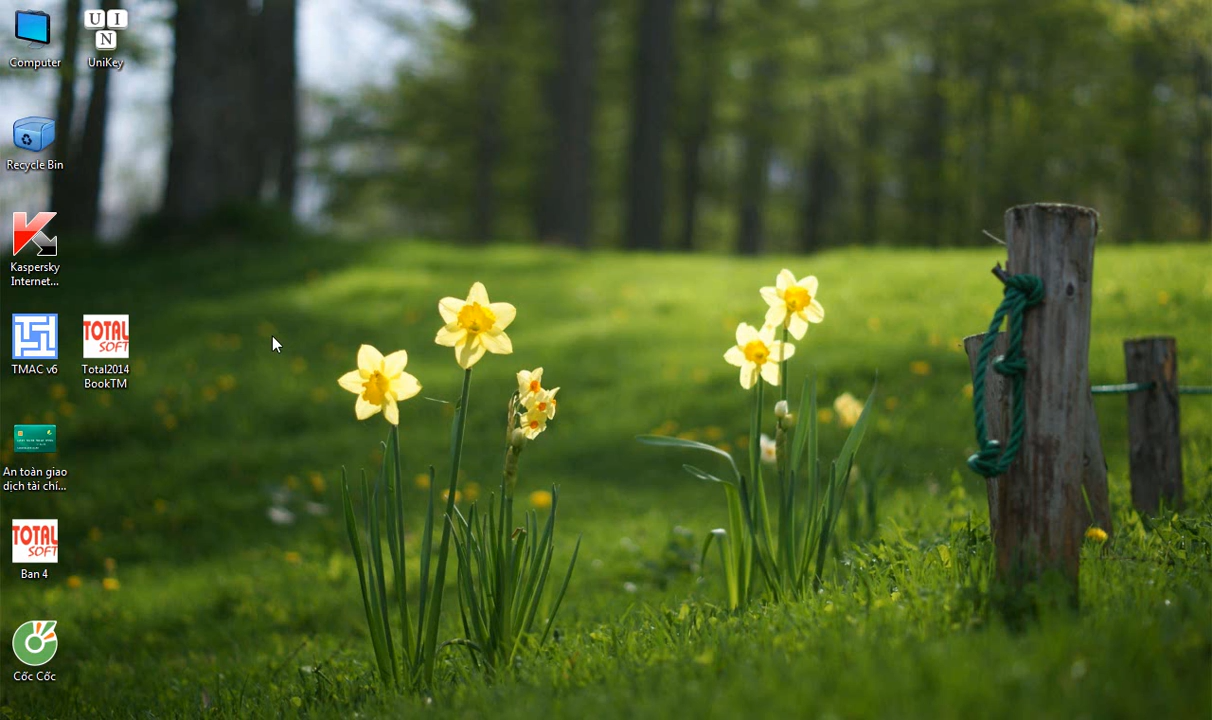 Computer
U I
N
UniKey
Recycle Bin
Kaspersky
Internet...
TMAC v6
TOTAL
SOFT
Total2014
BookTM
An toàn giao
dịch tài chí...
TOTAL
SOFT
Ban 4
Cốc Cốc